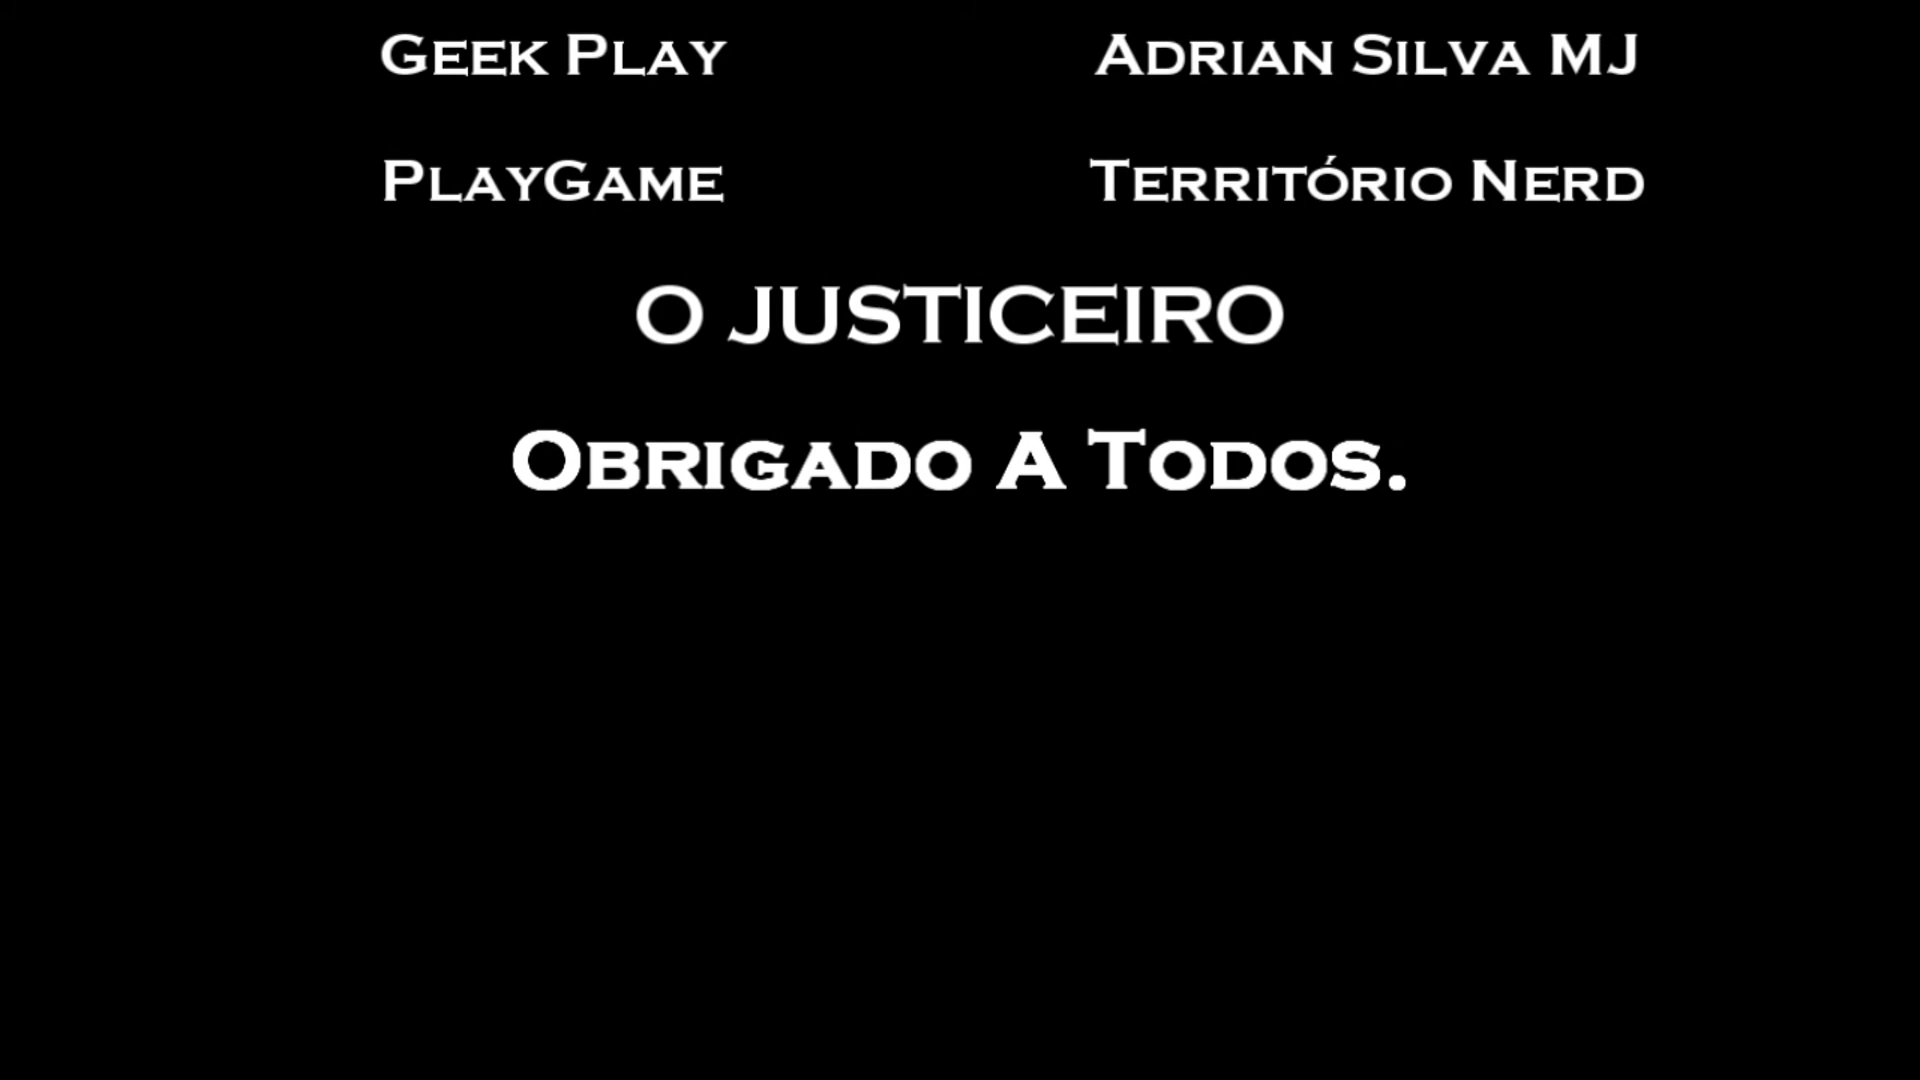 Geek Play Adrian Silva MJ
PlayGame Território Nerd
O JUSTICEIRO
Obrigado A Todos.